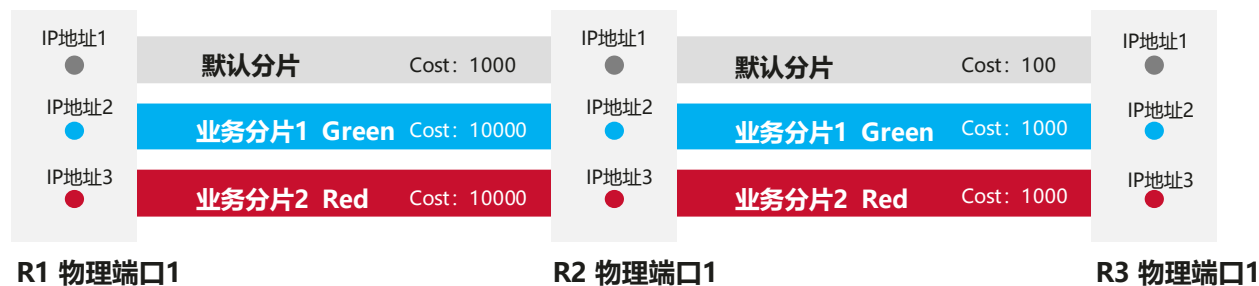 IP地址1 IP地址1 IP地址1
默认分片 Cost：1000 默认分片 Cost：100
IP地址2 IP地址2 IP地址2
业务分片1 Green Cost：10000 业务分片1 Green Cost：1000
IP地址3 IP地址3 IP地址3
业务分片2 Red Cost：10000 业务分片2 Red Cost：1000
R1 物理端口1 R2 物理端口1 R3 物理端口1